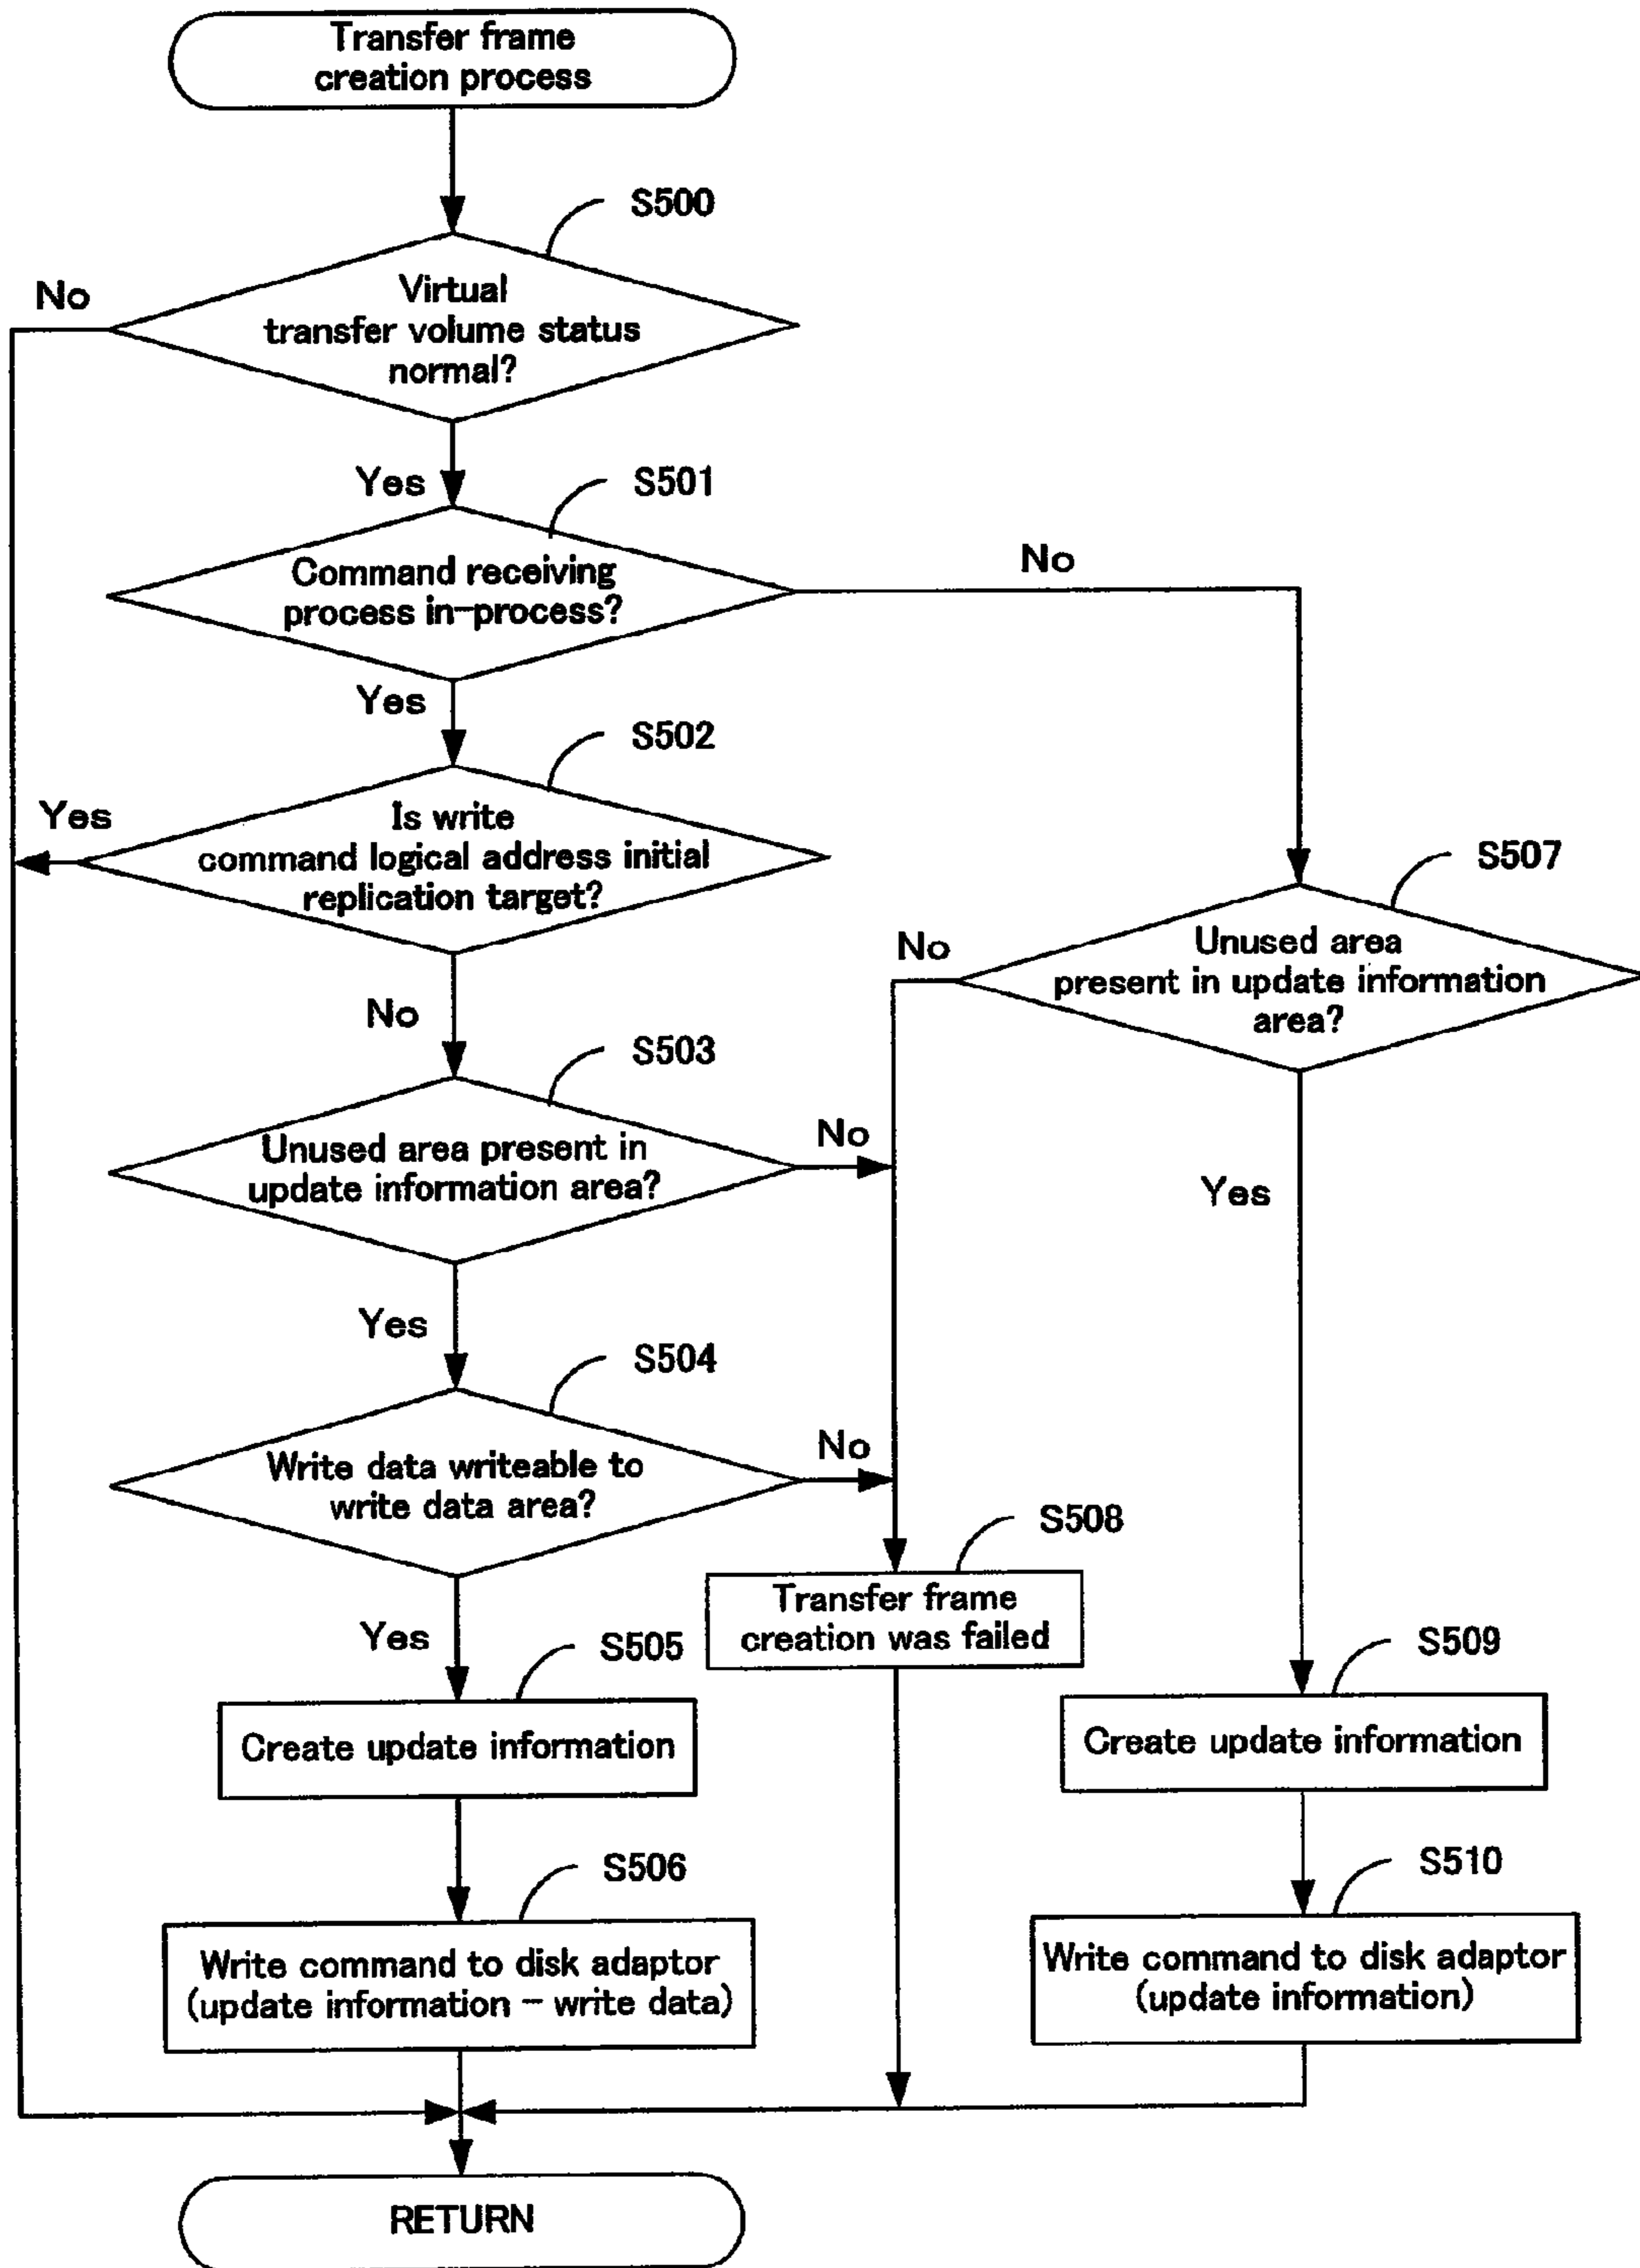 Transfer frame
creation process
S500
No
Virtual
transfer volume status
normal?
Yes
S501
Command receiving
process in-process?
No
Yes
S502
Yes
Is write
command logical address initial
replication target?
No
S507
No
Unused area
present in update information
area?
Yes
S503
Unused area present in
update information area?
No
Yes
S504
Write data writeable to
write data area?
No
Yes
S508
Transfer frame
creation was failed
S505
Create update information
S509
Create update information
S506
Write command to disk adaptor
(update information - write data)
S510
Write command to disk adaptor
(update information)
RETURN